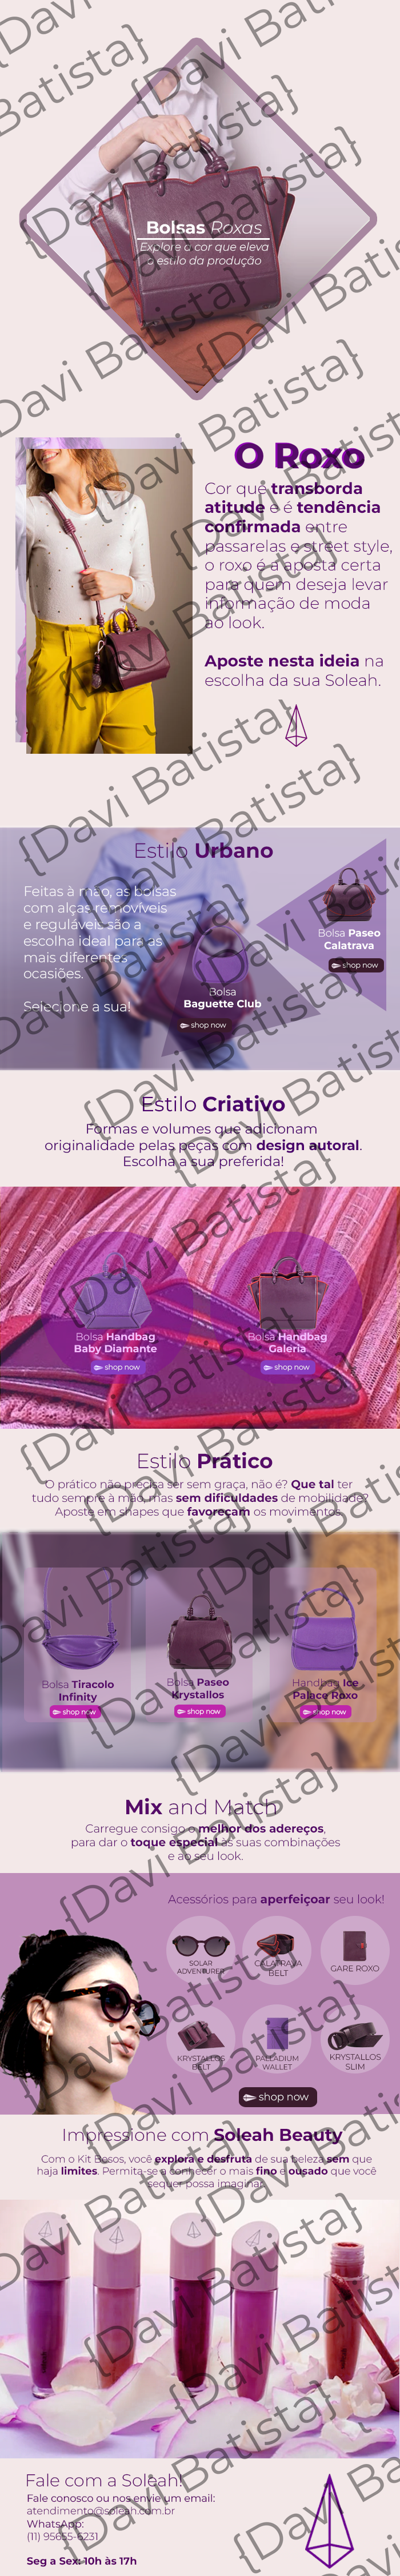 {Davi Batista}
Bolsas Roxas
Explore a cor que eleva
o estilo da produção
O Roxo
Cor que transborda
atitude e é tendência
confirmada entre
passarelas e street style,
o roxo é a aposta certa
para quem deseja levar
informação de moda
ao look.
Aposte nesta ideia na
escolha da sua Soleah.
Estilo Urbano
Feitas à mão, as bolsas
com alças removíveis
e reguláveis são a
escolha ideal para as
mais diferentes
ocasiões.
Selecione a sua!
Bolsa Paseo
Calatrava
shop now
Bolsa
Baguette Club
shop now
Estilo Criativo
Formas e volumes que adicionam
originalidade pelas peças com design autoral.
Escolha a sua preferida!
Bolsa Handbag
Baby Diamante
shop now
Bolsa Handbag
Galeria
shop now
Estilo Prático
O prático não precisa ser sem graça, não é? Que tal ter
tudo sempre à mão, mas sem dificuldades de mobilidade?
Aposte em shapes que favoreçam os movimentos.
Bolsa Tiracolo
Infinity
shop now
Bolsa Paseo
Krystallos
shop now
Handbag Ice
Palace Roxo
shop now
Mix and Match
Carregue consigo o melhor dos adereços,
para dar o toque especial às suas combinações
e ao seu look.
Acessórios para aperfeiçoar seu look!
SOLAR
ADVENTURER
CALATRAVA
BELT
GARE ROXO
KRYSTALLOS
BELT
PALLADIUM
WALLET
KRYSTALLOS
SLIM
shop now
Impressione com Soleah Beauty
Com o Kit Besos, você explora e desfruta de sua beleza sem que
haja limites. Permita-se a conhecer o mais fino e ousado que você
sequer possa imaginar.
Fale com a Soleah!
Fale conosco ou nos envie um email:
atendimento@soleah.com.br
WhatsApp:
(11) 95655-6231
Seg a Sex: 10h às 17h